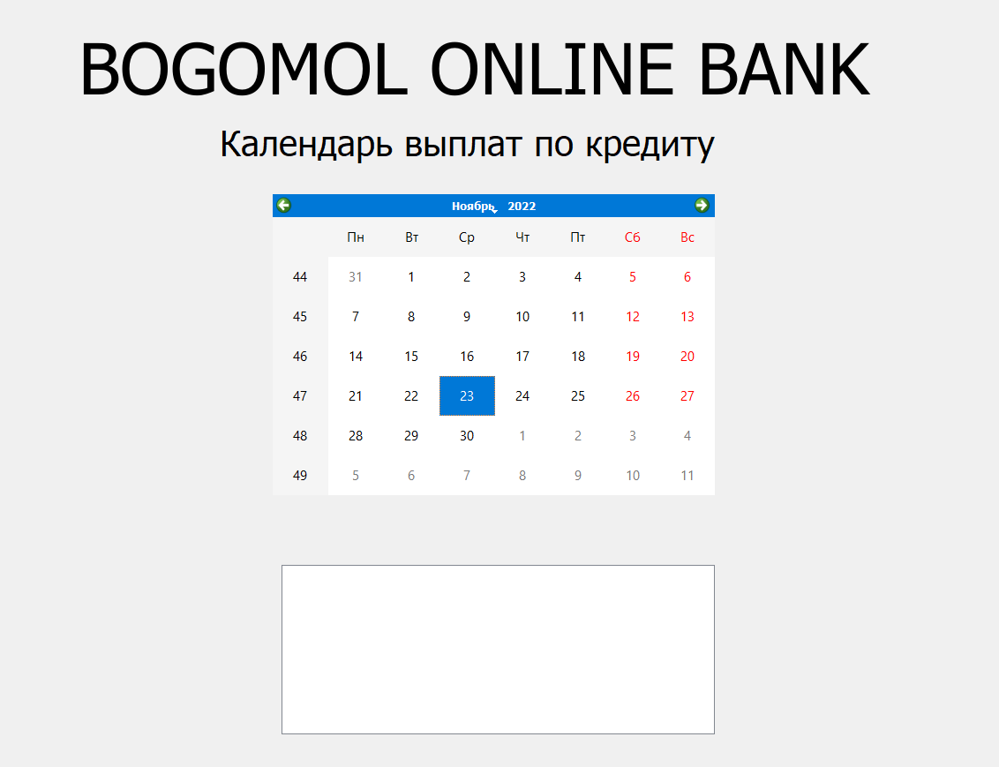 BOGOMOL ONLINE BANK
Календарь выплат по кредиту
Ноябрь 2022
Пн Вт Ср Чт Пт Сб Вс
44 31 1 2 3 4 5 6
45 7 8 9 10 11 12 13
46 14 15 16 17 18 19 20
47 21 22 23 24 25 26 27
48 28 29 30 1 2 3 4
49 5 6 7 8 9 10 11